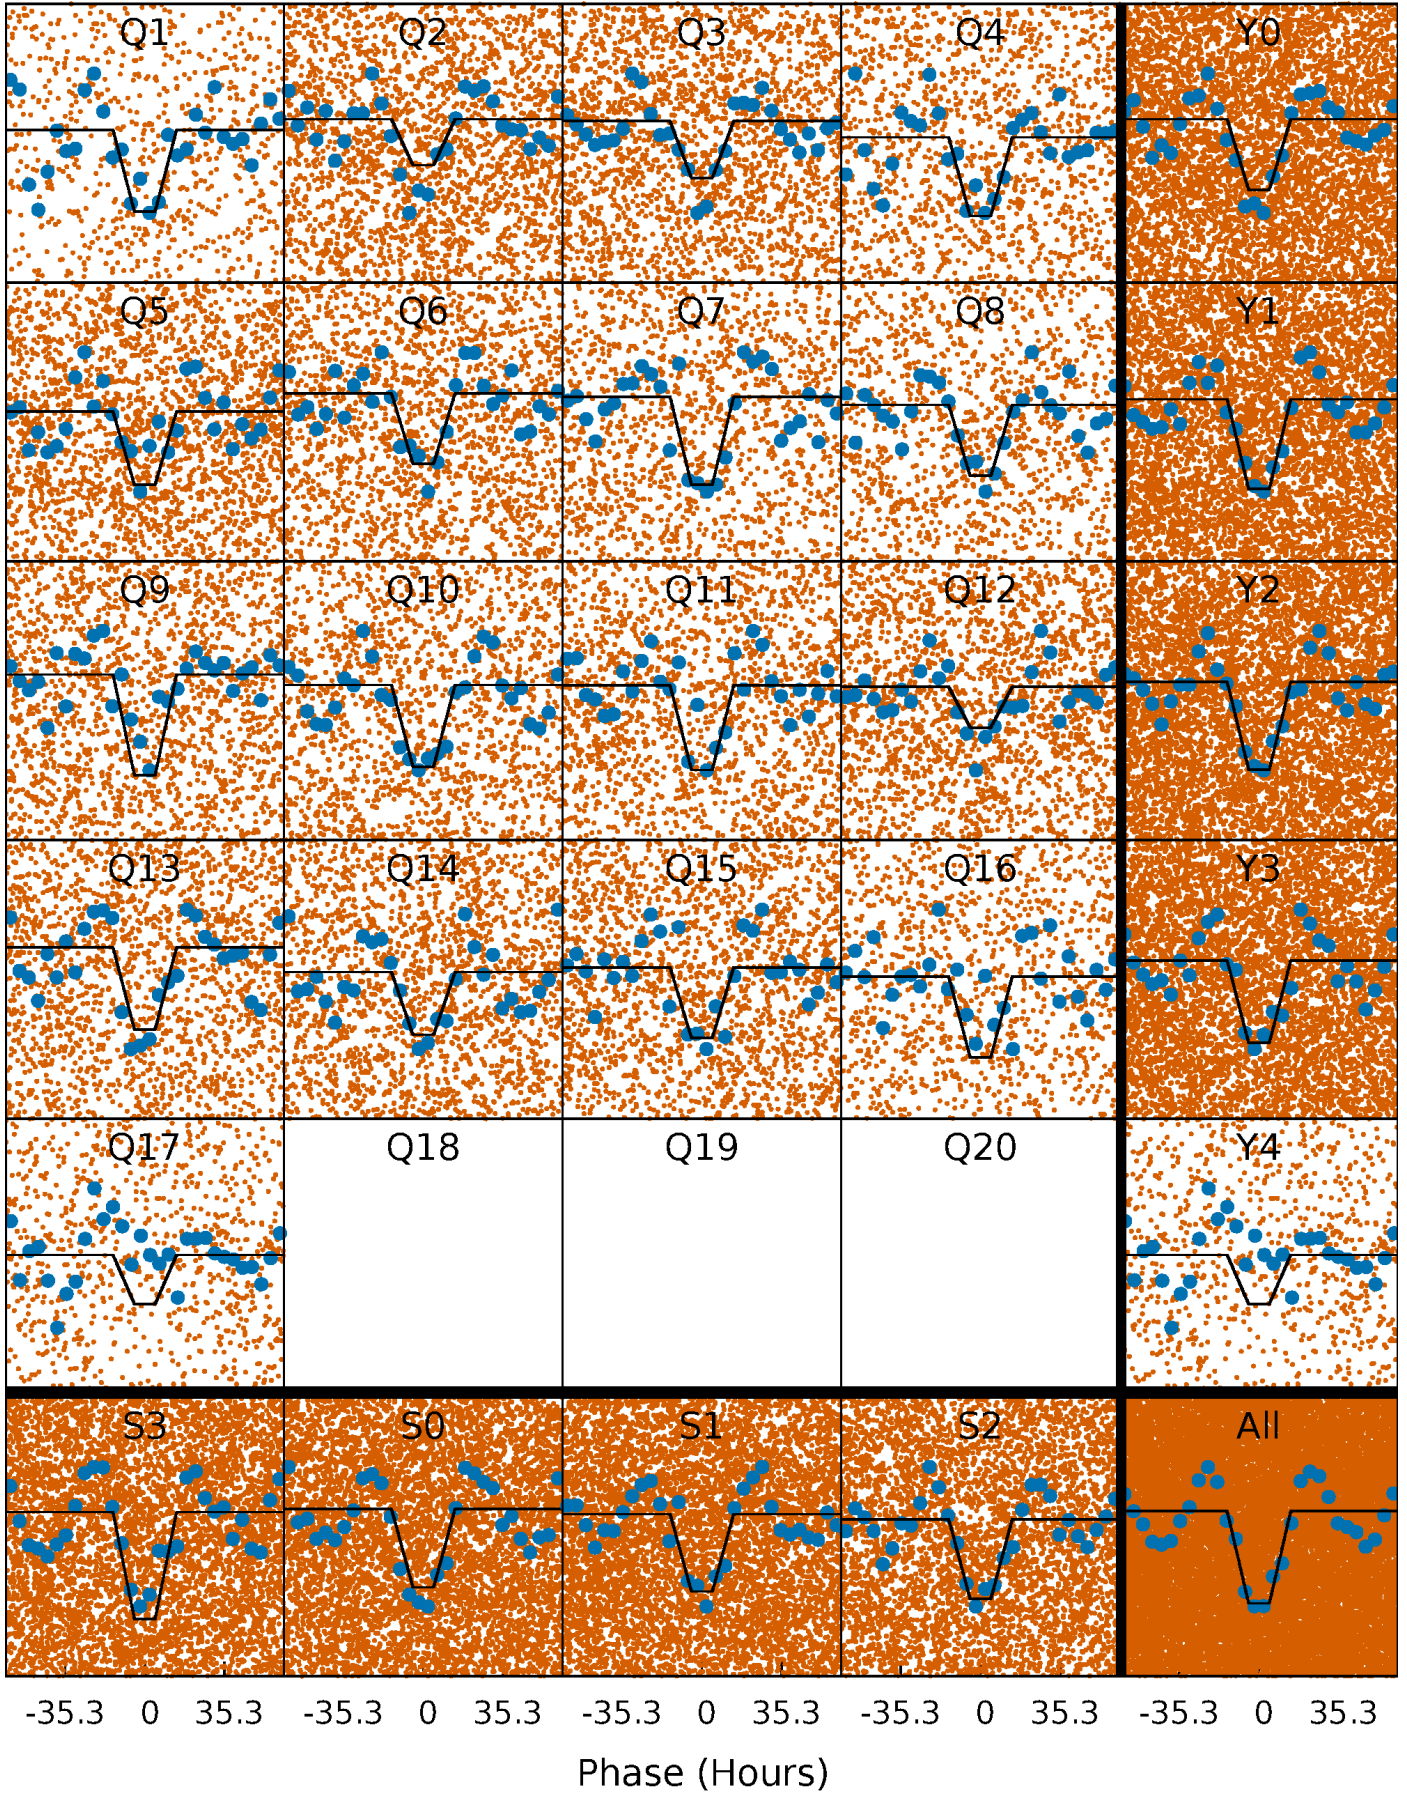 Q1 Q2 Q3 Q4 Y0
Q5 Q6 Q7 Q8 Y1
Q9 Q10 Q11 Q12 Y2
Q13 Q14 Q15 Q16 Y3
Q17 Q18 Q19 Q20 Y4
S3 S0 S1 S2 All
-35.3 0 35.3 -35.3 0 35.3 -35.3 0 35.3 -35.3 0 35.3 -35.3 0 35.3
Phase (Hours)